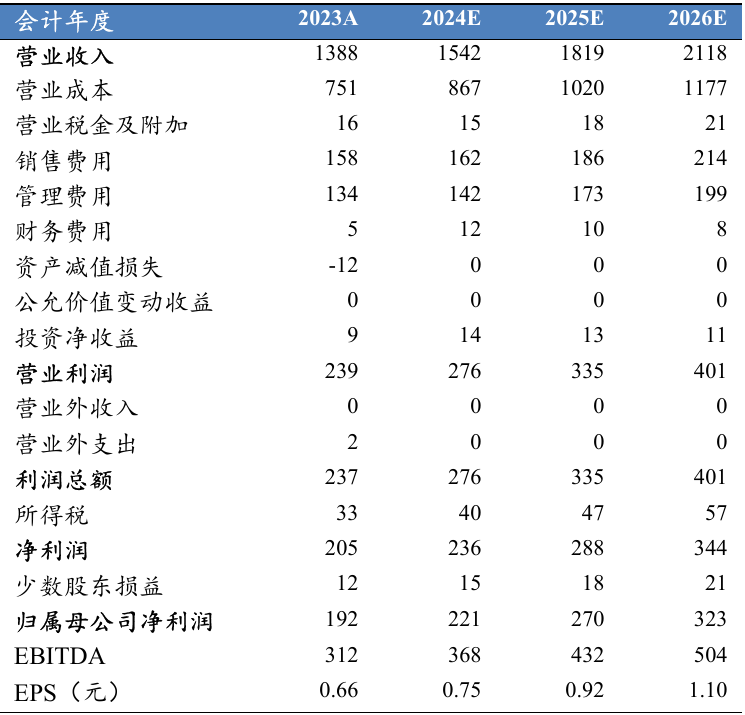 会计年度 2023A 2024E 2025E 2026E
营业收入 1388 1542 1819 2118
营业成本 751 867 1020 1177
营业税金及附加 16 15 18 21
销售费用 158 162 186 214
管理费用 134 142 173 199
财务费用 5 12 10 8
资产减值损失 -12 0 0 0
公允价值变动收益 0 0 0 0
投资净收益 9 14 13 11
营业利润 239 276 335 401
营业外收入 0 0 0 0
营业外支出 2 0 0 0
利润总额 237 276 335 401
所得税 33 40 47 57
净利润 205 236 288 344
少数股东损益 12 15 18 21
归属母公司净利润 192 221 270 323
EBITDA 312 368 432 504
EPS（元） 0.66 0.75 0.92 1.10